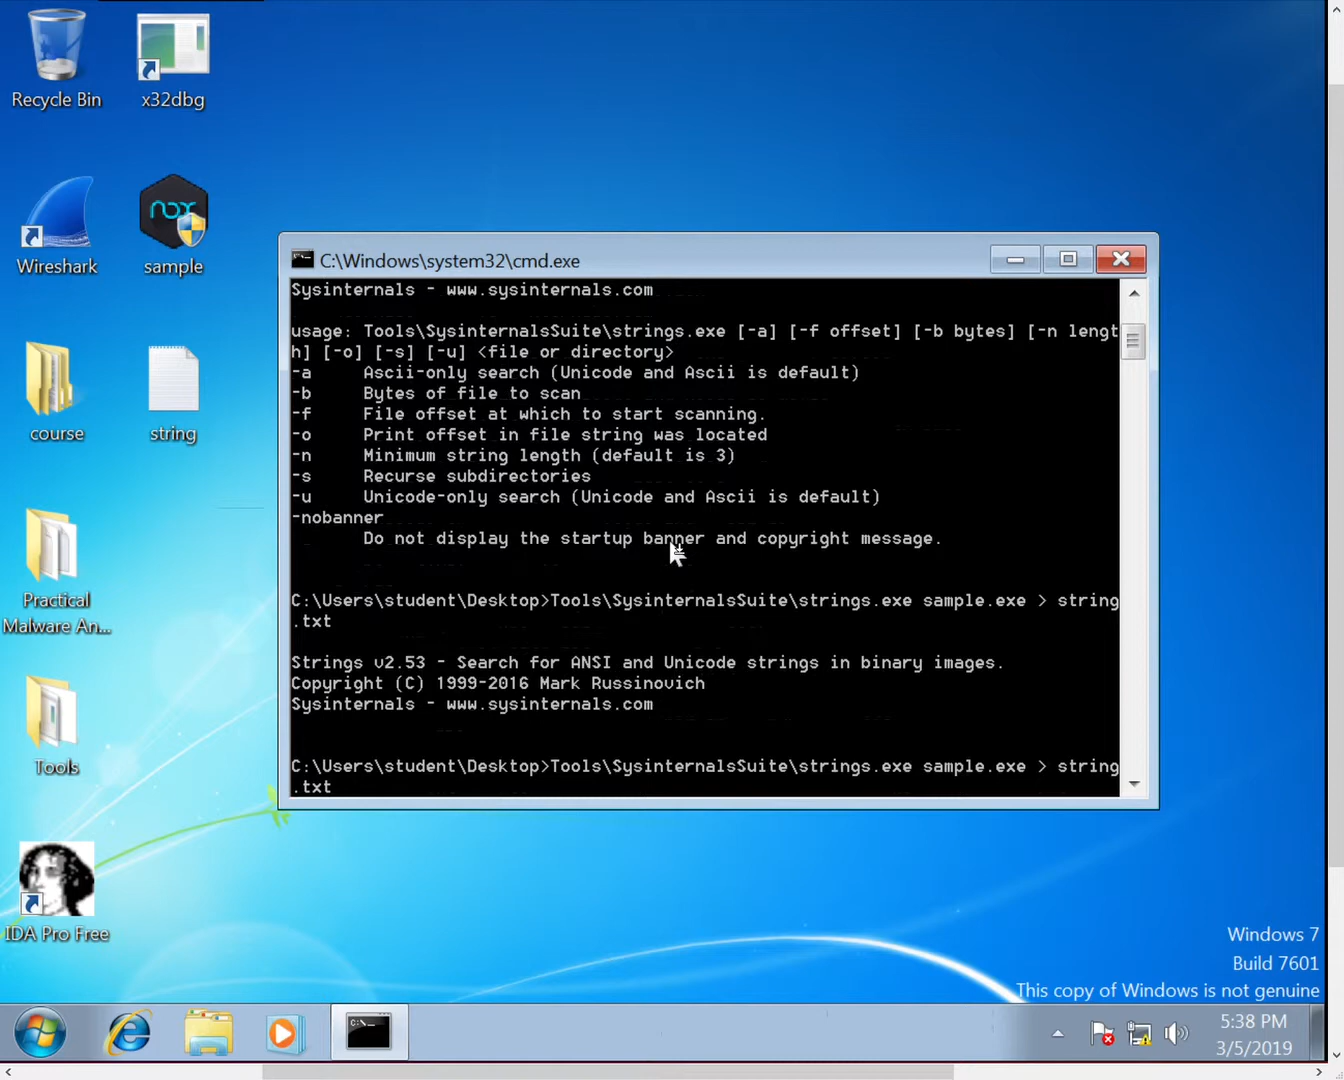 Recycle Bin
x32dbg
Wireshark
nox
sample
course
string
Practical
Malware An...
Tools
IDA Pro Free
C:\Windows\system32\cmd.exe
Sysinternals - www.sysinternals.com
usage: Tools\SysinternalsSuite\strings.exe [-a] [-f offset] [-b bytes] [-n lengt
h] [-o] [-s] [-u] <file or directory>
-a Ascii-only search (Unicode and Ascii is default)
-b Bytes of file to scan
-f File offset at which to start scanning.
-o Print offset in file string was located
-n Minimum string length (default is 3)
-s Recurse subdirectories
-u Unicode-only search (Unicode and Ascii is default)
-nobanner
Do not display the startup banner and copyright message.
C:\Users\student\Desktop>Tools\SysinternalsSuite\strings.exe sample.exe > string
.txt
Strings v2.53 - Search for ANSI and Unicode strings in binary images.
Copyright (C) 1999-2016 Mark Russinovich
Sysinternals - www.sysinternals.com
C:\Users\student\Desktop>Tools\SysinternalsSuite\strings.exe sample.exe > string
.txt
Windows 7
Build 7601
This copy of Windows is not genuine
C:\_
5:38 PM
3/5/2019